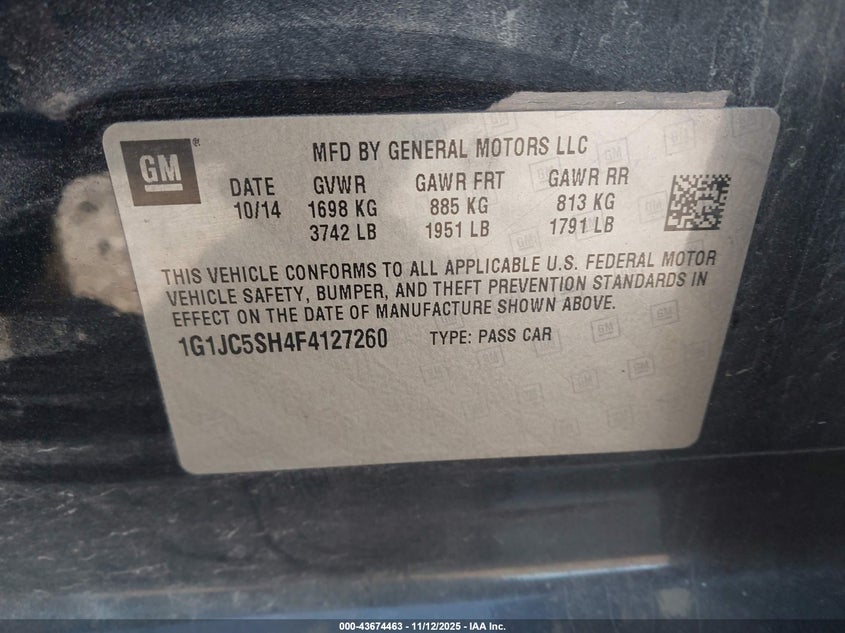 GM ®
MFD BY GENERAL MOTORS LLC
DATE GVWR GAWR FRT GAWR RR
10/14 1698 KG 885 KG 813 KG
3742 LB 1951 LB 1791 LB
THIS VEHICLE CONFORMS TO ALL APPLICABLE U.S. FEDERAL MOTOR
VEHICLE SAFETY, BUMPER, AND THEFT PREVENTION STANDARDS IN
EFFECT ON THE DATE OF MANUFACTURE SHOWN ABOVE.
1G1JC5SH4F4127260 TYPE: PASS CAR
000-43674463 - 11/12/2025 - IAA Inc.